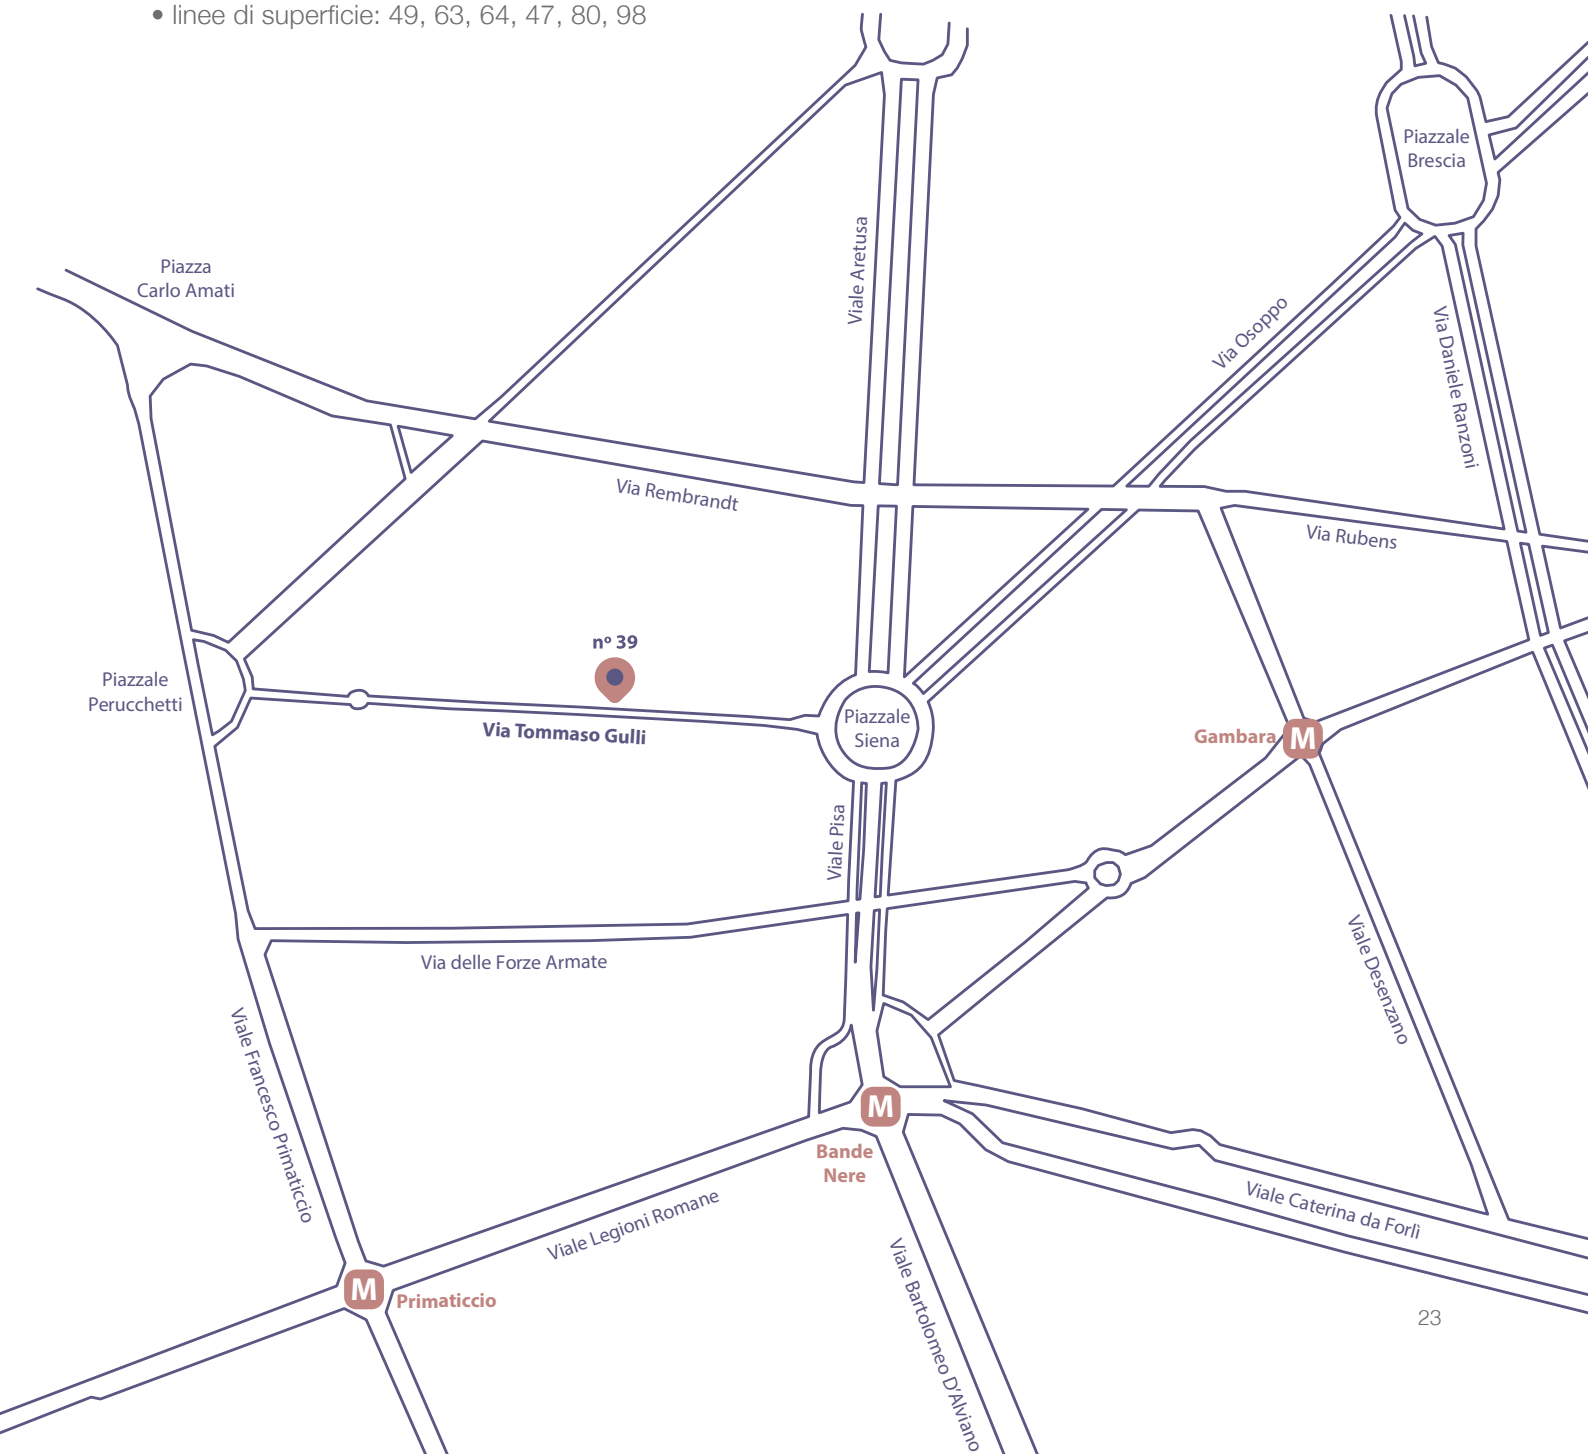 • linee di superficie: 49, 63, 64, 47, 80, 98
Piazzale
Brescia
Piazza
Carlo Amati
Viale Aretusa
Via Osoppo
Via Daniele Ranzoni
Via Rembrandt
Via Rubens
nº 39
Piazzale
Perucchetti
Via Tommaso Gulli
Piazzale
Siena
Gambara
M
Viale Pisa
Via delle Forze Armate
Viale Desenzano
Viale Francesco Primaticcio
M
Bande
Nere
Viale Legioni Romane
Viale Caterina da Forlì
M
Primaticcio
Viale Bartolomeo D'Alviano
23